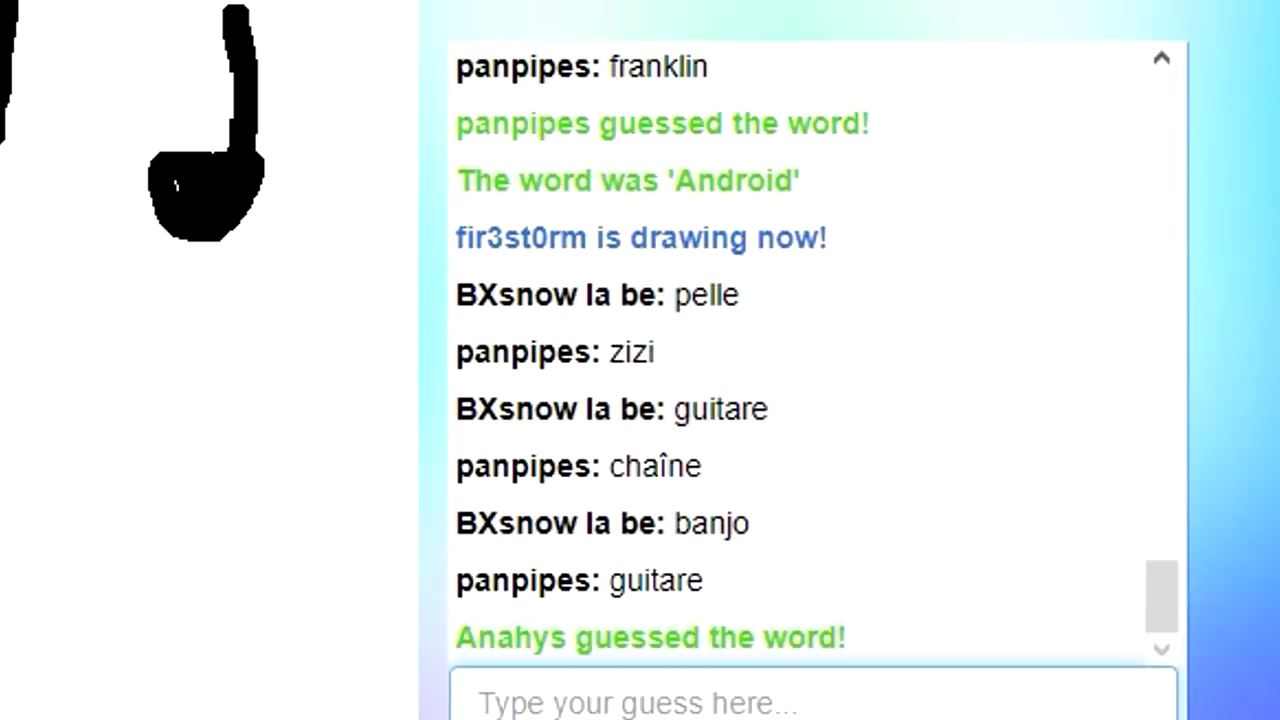 panpipes: franklin
panpipes guessed the word!
The word was 'Android'
fir3st0rm is drawing now!
BXsnow la be: pelle
panpipes: zizi
BXsnow la be: guitare
panpipes: chaîne
BXsnow la be: banjo
panpipes: guitare
Anahys guessed the word!
Type your guess here...